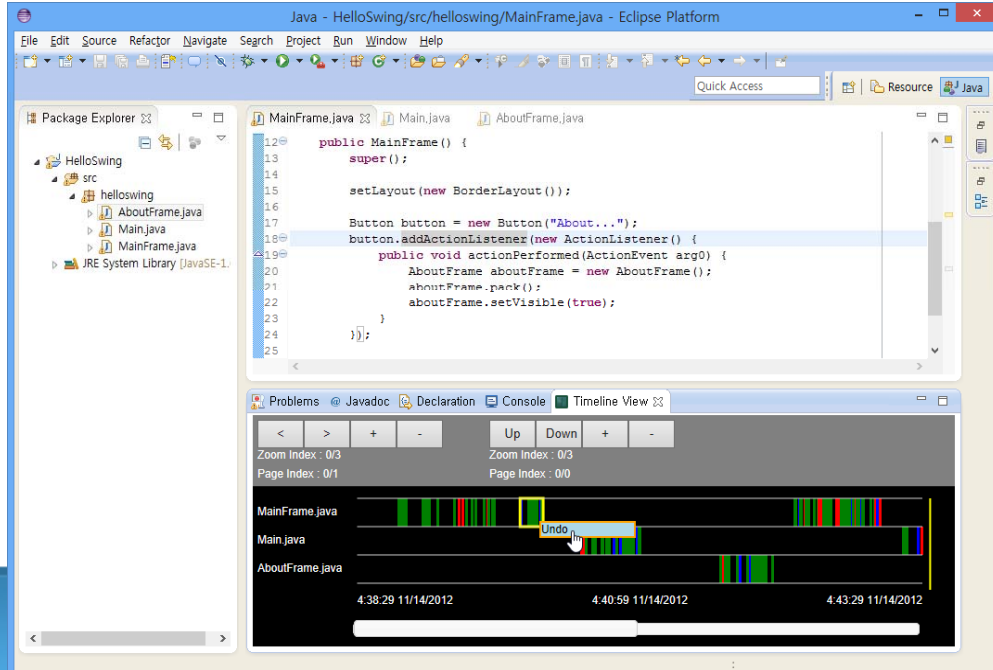 Java - HelloSwing/src/helloswing/MainFrame.java - Eclipse Platform
File Edit Source Refactor Navigate Search Project Run Window Help
Quick Access
Resource
Java
Package Explorer
HelloSwing
src
helloswing
AboutFrame.java
Main.java
MainFrame.java
JRE System Library [JavaSE-1.
MainFrame.java Main.java AboutFrame.java
12 public MainFrame() {
13 super();
14
15 setLayout(new BorderLayout());
16
17 Button button = new Button("About...");
18 button.addActionListener(new ActionListener() {
19 public void actionPerformed(ActionEvent arg0) {
20 AboutFrame aboutFrame = new AboutFrame();
21 aboutFrame.pack();
22 aboutFrame.setVisible(true);
23 }
24 });
25
Problems @ Javadoc Declaration Console Timeline View
< > + - Up Down + -
Zoom Index : 0/3 Zoom Index : 0/3
Page Index : 0/1 Page Index : 0/0
MainFrame.java
Undo
Main.java
AboutFrame.java
4:38:29 11/14/2012 4:40:59 11/14/2012 4:43:29 11/14/2012